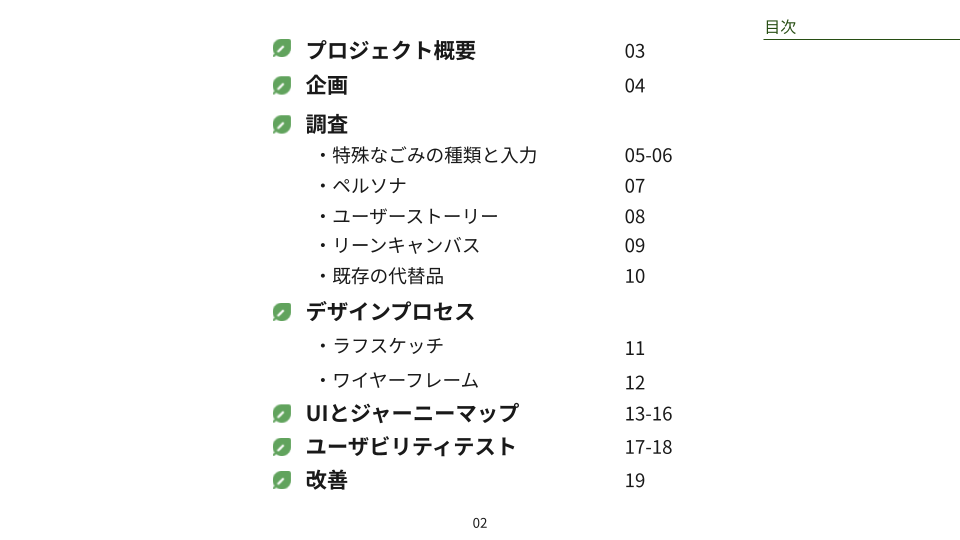 目次
プロジェクト概要 03
企画 04
調査
・特殊なごみの種類と入力 05-06
・ペルソナ 07
・ユーザーストーリー 08
・リーンキャンバス 09
・既存の代替品 10
デザインプロセス
・ラフスケッチ 11
・ワイヤーフレーム 12
UIとジャーニーマップ 13-16
ユーザビリティテスト 17-18
改善 19
02